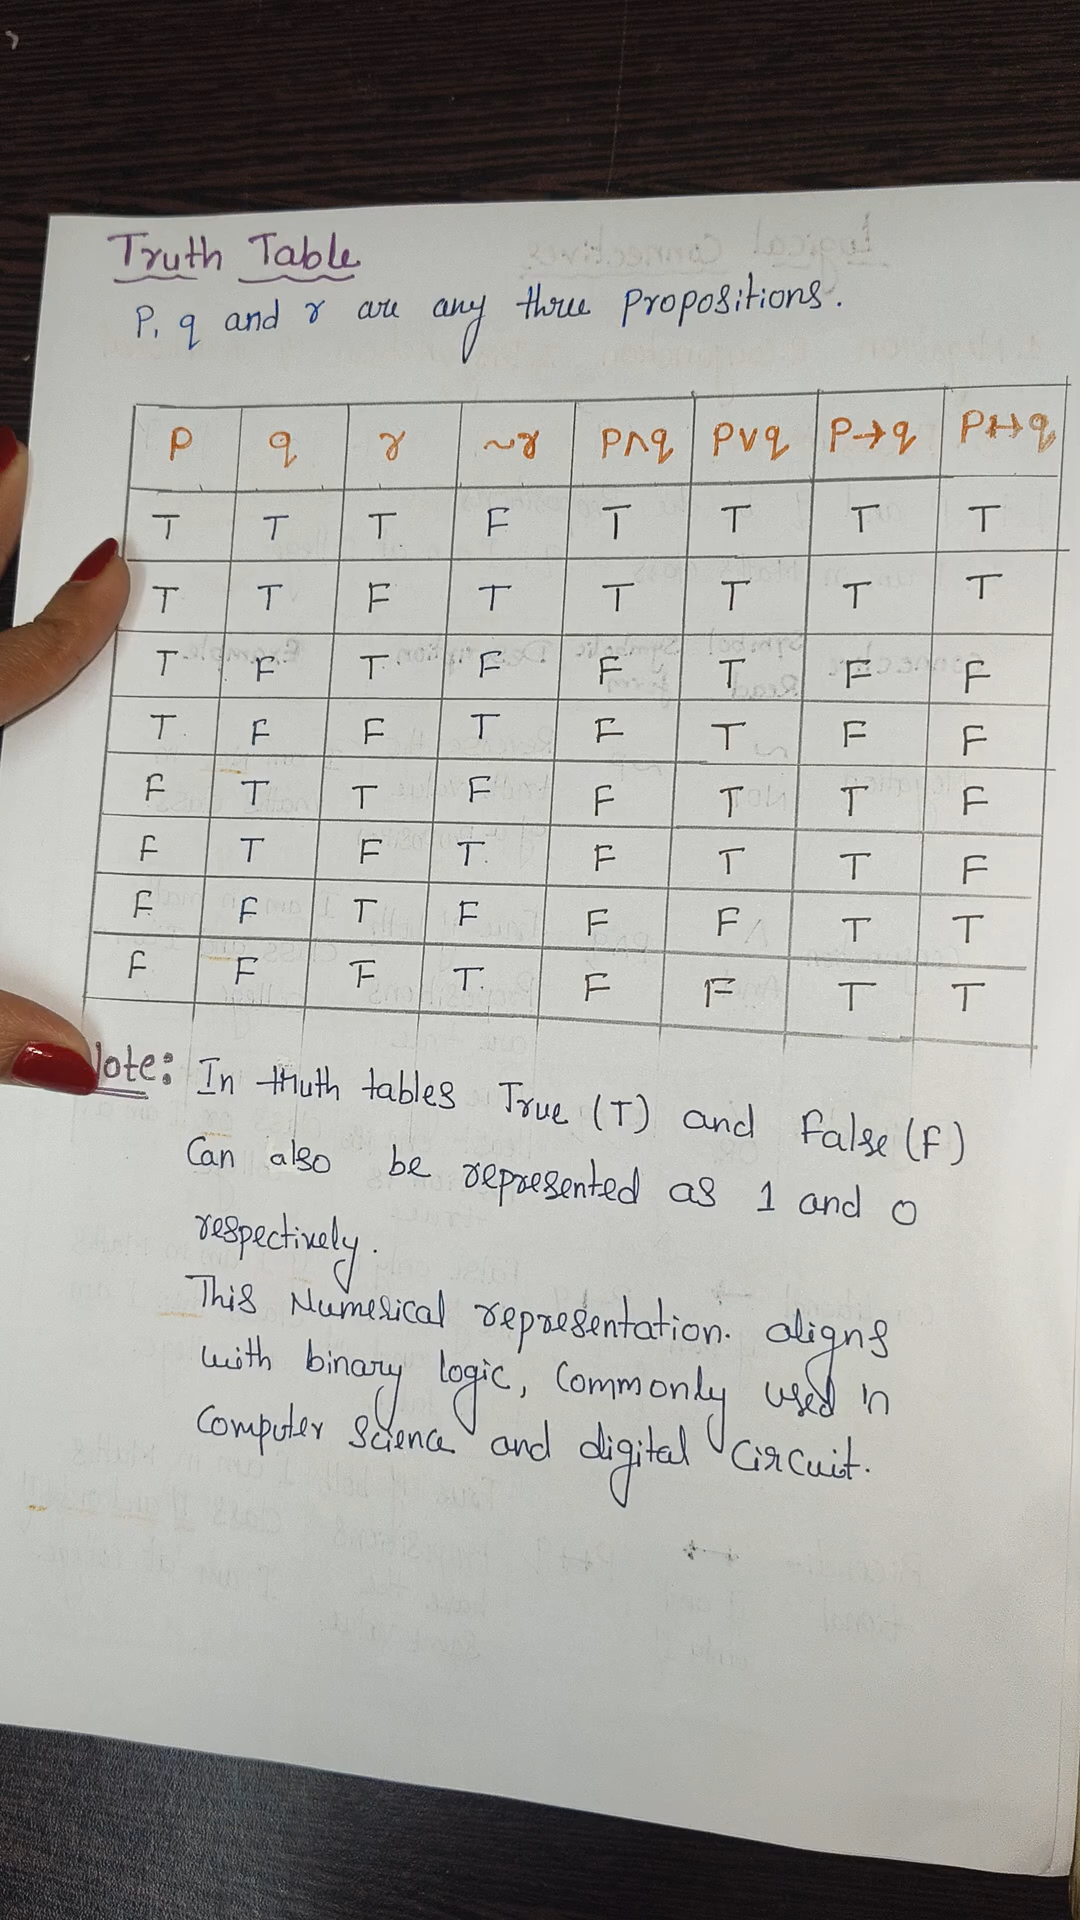 Truth Table
P, q and r are any three propositions.
P q r ~r P∧q P∨q P→q P↔q
T T T F T T T T
T T F T T T T T
T F T F F T F F
T F F T F T F F
F T T F F T T F
F T F T F T T F
F F T F F F T T
F F F T F F T T
Note: In truth tables True (T) and False (F)
Can also be represented as 1 and 0
respectively.
This Numerical representation. aligns
with binary logic, Commonly used in
Computer Science and digital Circuit.